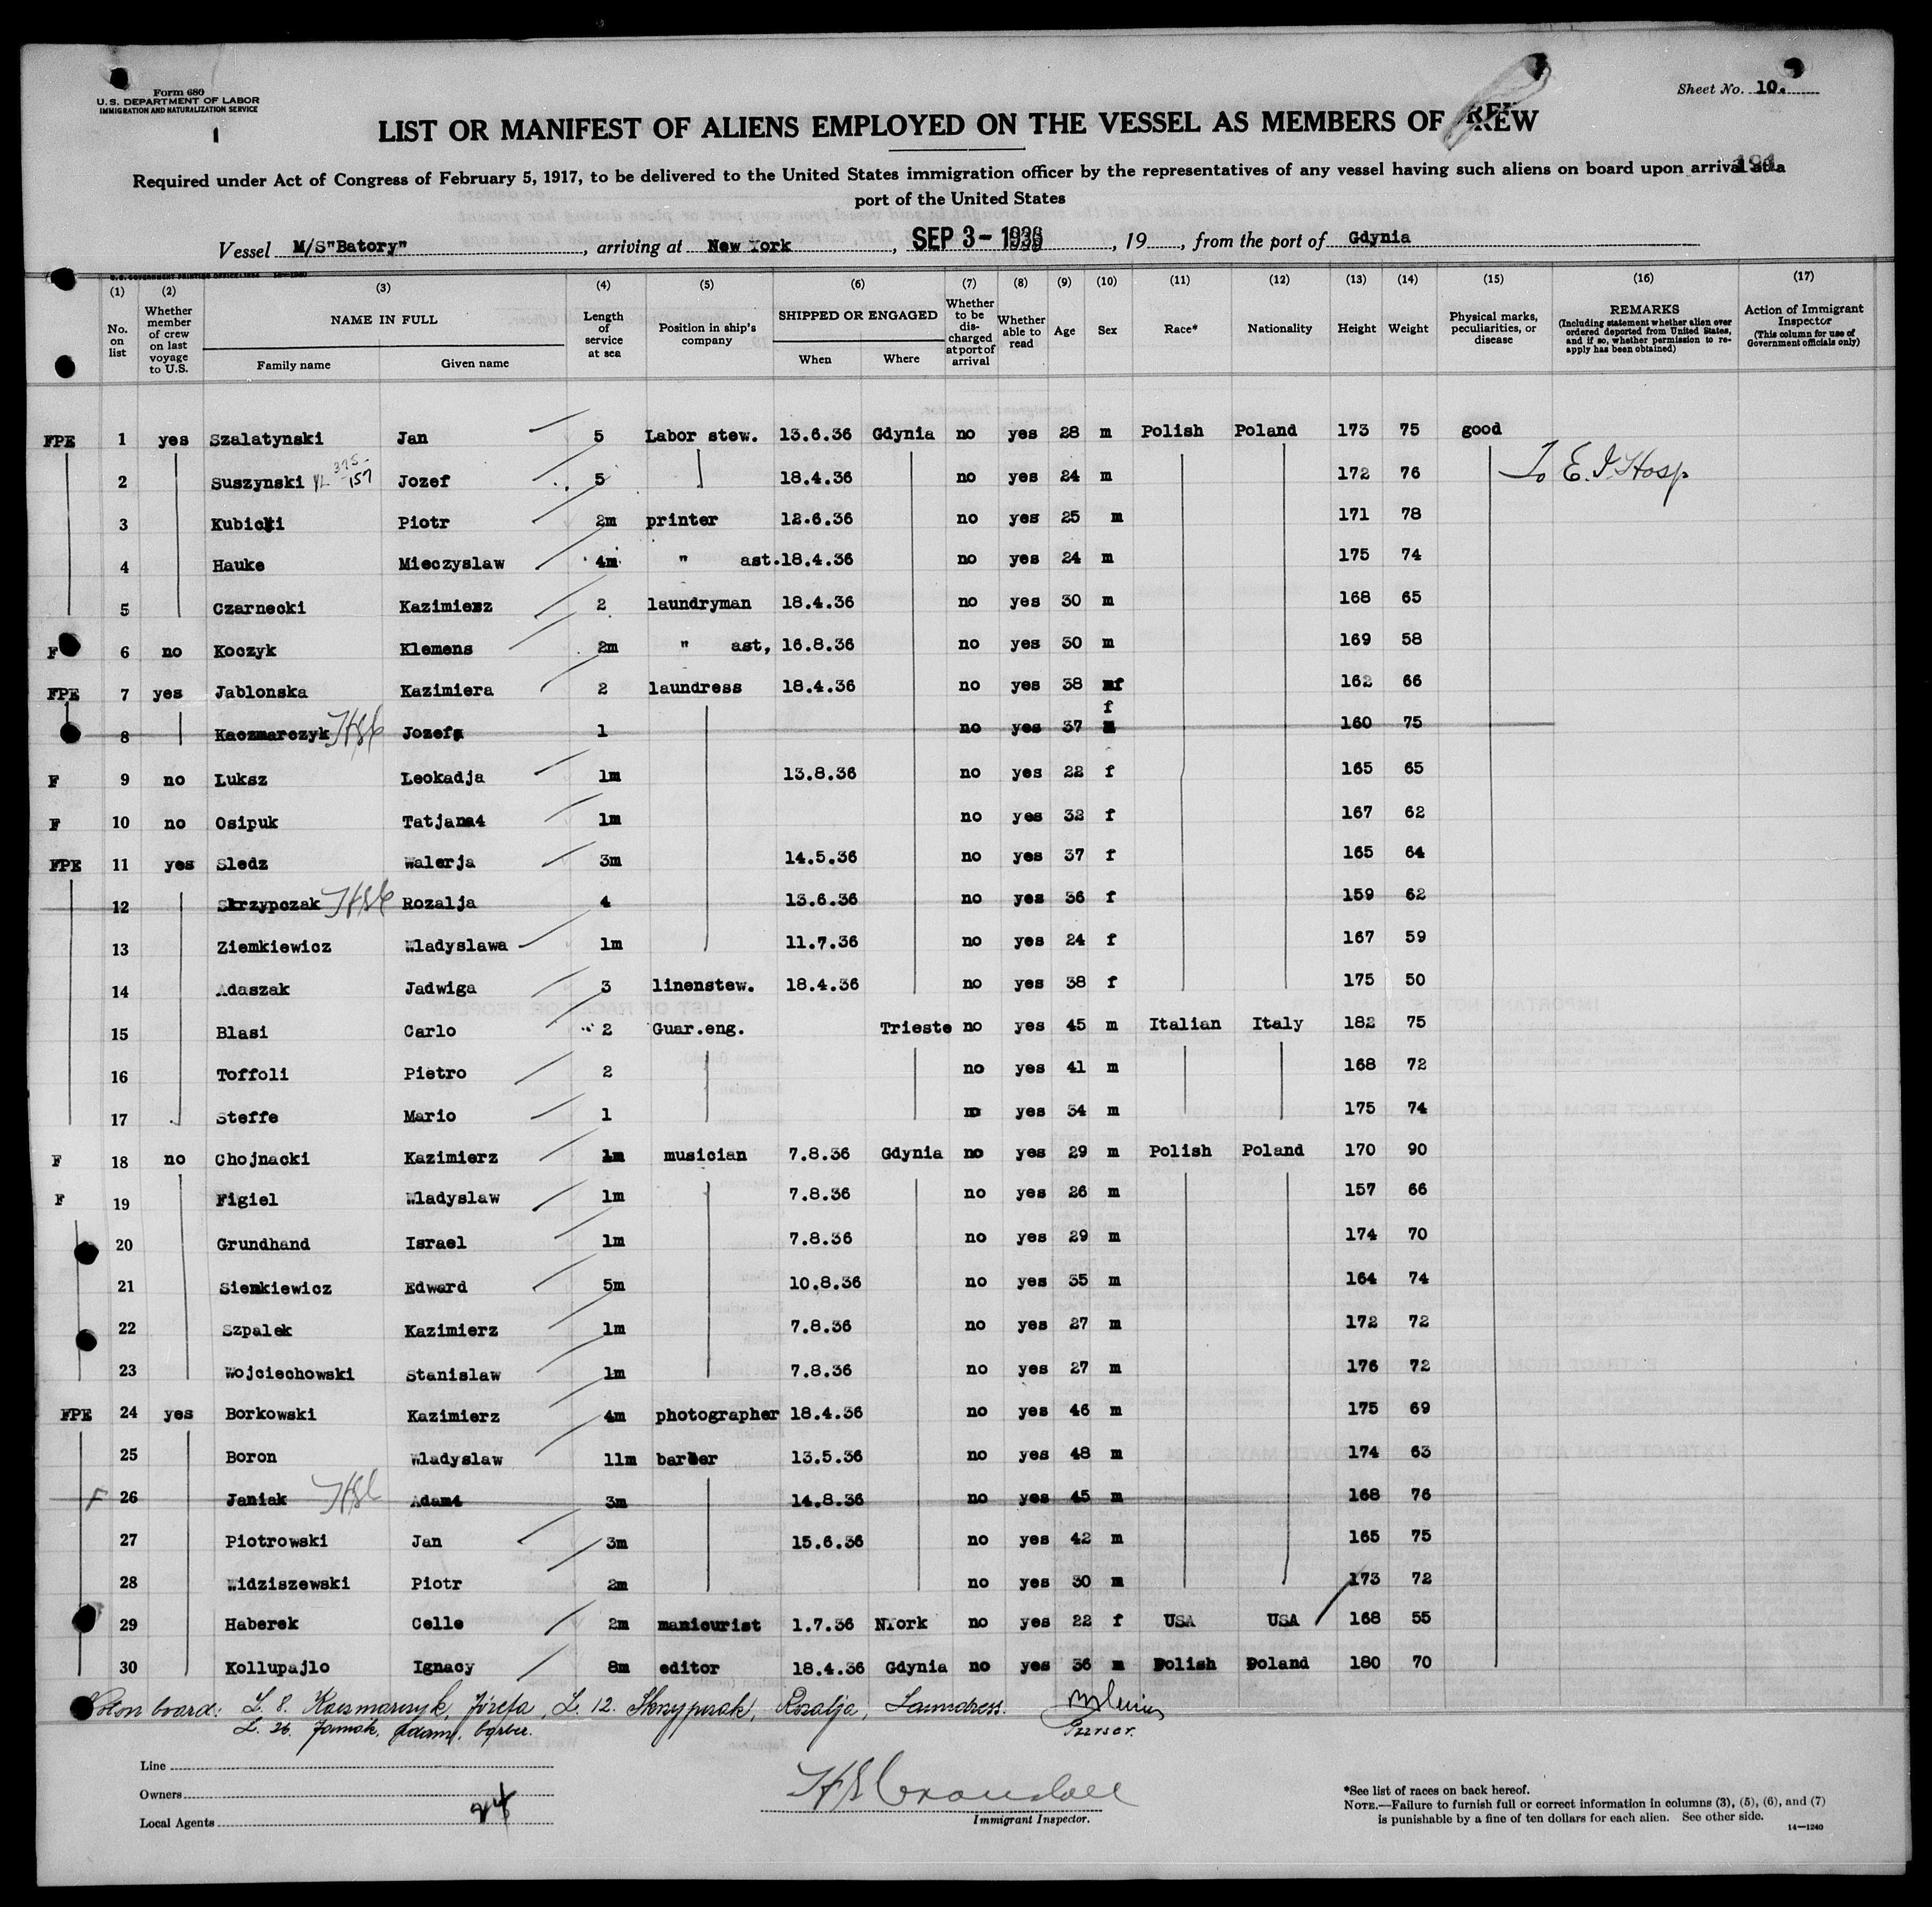 Form 680
U.S. DEPARTMENT OF LABOR
IMMIGRATION AND NATURALIZATION SERVICE
1
Sheet No. 10.
LIST OR MANIFEST OF ALIENS EMPLOYED ON THE VESSEL AS MEMBERS OF CREW
Required under Act of Congress of February 5, 1917, to be delivered to the United States immigration officer by the representatives of any vessel having such aliens on board upon arrival at a
port of the United States
Vessel M/S"Batory", arriving at New York, SEP 3 - 1936, 19, from the port of Gdynia
(1) (2) (3) (4) (5) (6) (7) (8) (9) (10) (11) (12) (13) (14) (15) (16) (17)
No. on list
Whether member of crew on last voyage to U.S.
NAME IN FULL
Family name Given name
Length of service at sea
Position in ship's company
SHIPPED OR ENGAGED
When Where
Whether to be discharged at port of arrival
Whether able to read
Age
Sex
Race*
Nationality
Height
Weight
Physical marks, peculiarities, or disease
REMARKS
(Including statement whether alien ever ordered deported from United States, and if so, whether permission to reapply has been obtained)
Action of Immigrant Inspector
(This column for use of Government officials only)
FPE 1 yes Szalatynski Jan 5 Labor stew. 13.6.36 Gdynia no yes 28 m Polish Poland 173 75 good
2 Suszynski 375-157 Jozef 5 18.4.36 no yes 24 m 172 76 To E.I Hosp.
3 Kubicki Piotr 2m printer 12.6.36 no yes 25 m 171 78
4 Hauke Mieczyslaw 4m " ast. 18.4.36 no yes 24 m 175 74
5 Czarnecki Kazimierz 2 laundryman 18.4.36 no yes 30 m 168 65
F 6 no Koczyk Klemens 2m " ast, 16.8.36 no yes 30 m 169 58
FPE 7 yes Jablonska Kazimiera 2 laundress 18.4.36 no yes 38 f 162 66
8 Kaczmarczyk Jozefa 1 no yes 37 f 160 75
F 9 no Luksz Leokadja 1m 13.8.36 no yes 22 f 165 65
F 10 no Osipuk Tatjana4 1m no yes 32 f 167 62
FPE 11 yes Sledz Walerja 3m 14.5.36 no yes 37 f 165 64
12 Skrzypczak Rozalja 4 13.6.36 no yes 36 f 159 62
13 Ziemkiewicz Wladyslawa 1m 11.7.36 no yes 24 f 167 59
14 Adaszak Jadwiga 3 linenstew. 18.4.36 no yes 38 f 175 50
15 Blasi Carlo 2 Guar.eng. Trieste no yes 45 m Italian Italy 182 75
16 Toffoli Pietro 2 no yes 41 m 168 72
17 Steffe Mario 1 no yes 34 m 175 74
F 18 no Chojnacki Kazimierz 1m musician 7.8.36 Gdynia no yes 29 m Polish Poland 170 90
F 19 Figiel Wladyslaw 1m 7.8.36 no yes 26 m 157 66
20 Grundhand Israel 1m 7.8.36 no yes 29 m 174 70
21 Sienkiewicz Edward 5m 10.8.36 no yes 35 m 164 74
22 Szpalek Kazimierz 1m 7.8.36 no yes 27 m 172 72
23 Wojciechowski Stanislaw 1m 7.8.36 no yes 27 m 176 72
FPE 24 yes Borkowski Kazimierz 4m photographer 18.4.36 no yes 46 m 175 69
25 Boron Wladyslaw 11m barber 13.5.36 no yes 48 m 174 63
F 26 Janiak Adam4 3m 14.8.36 no yes 45 m 168 76
27 Piotrowski Jan 3m 15.6.36 no yes 42 m 165 75
28 Widziszewski Piotr 2m no yes 30 m 173 72
29 Haberek Celle 2m manicurist 1.7.36 NYork no yes 22 f USA USA 168 55
30 Kollupajlo Ignacy 8m editor 18.4.36 Gdynia no yes 36 m Polish Poland 180 70
Not on board: L. 8. Kaczmarczyk, Józefa, L. 12. Skrzypczak, Rozalja, Laundress.
L. 26. Janiak, Adam, barber. Purser.
Line
Owners
Local Agents
24
H S Crandall
Immigrant Inspector.
*See list of races on back hereof.
NOTE.—Failure to furnish full or correct information in columns (3), (5), (6), and (7)
is punishable by a fine of ten dollars for each alien. See other side.
14—1240